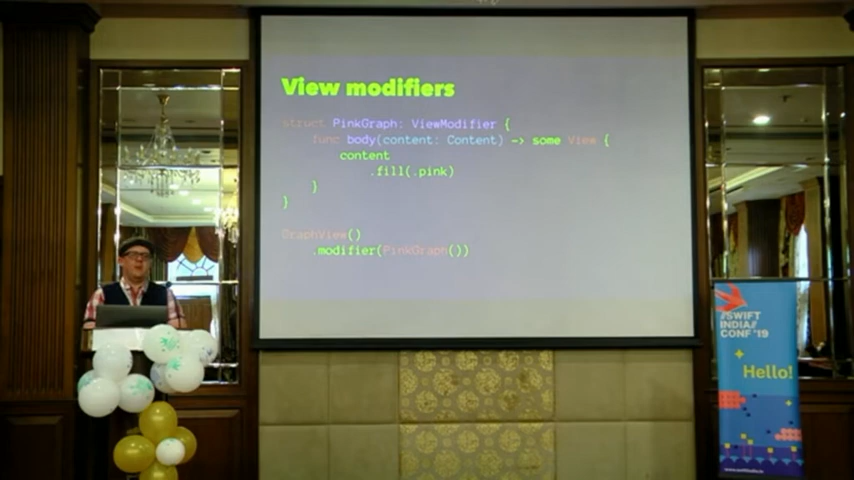 View modifiers
struct PinkGraph: ViewModifier {
func body(content: Content) -> some View {
content
.fill(.pink)
}
}
GraphView()
.modifier(PinkGraph())
//SWIFT
INDIA//
CONF '19
Hello!